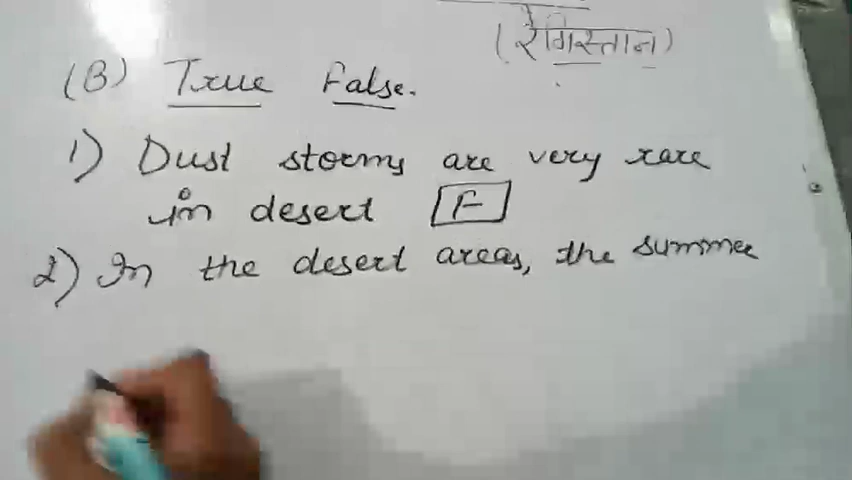 (रेगिस्तान)
(B) True False.
1) Dust storms are very rare
in desert F
2) In the desert areas, the summer